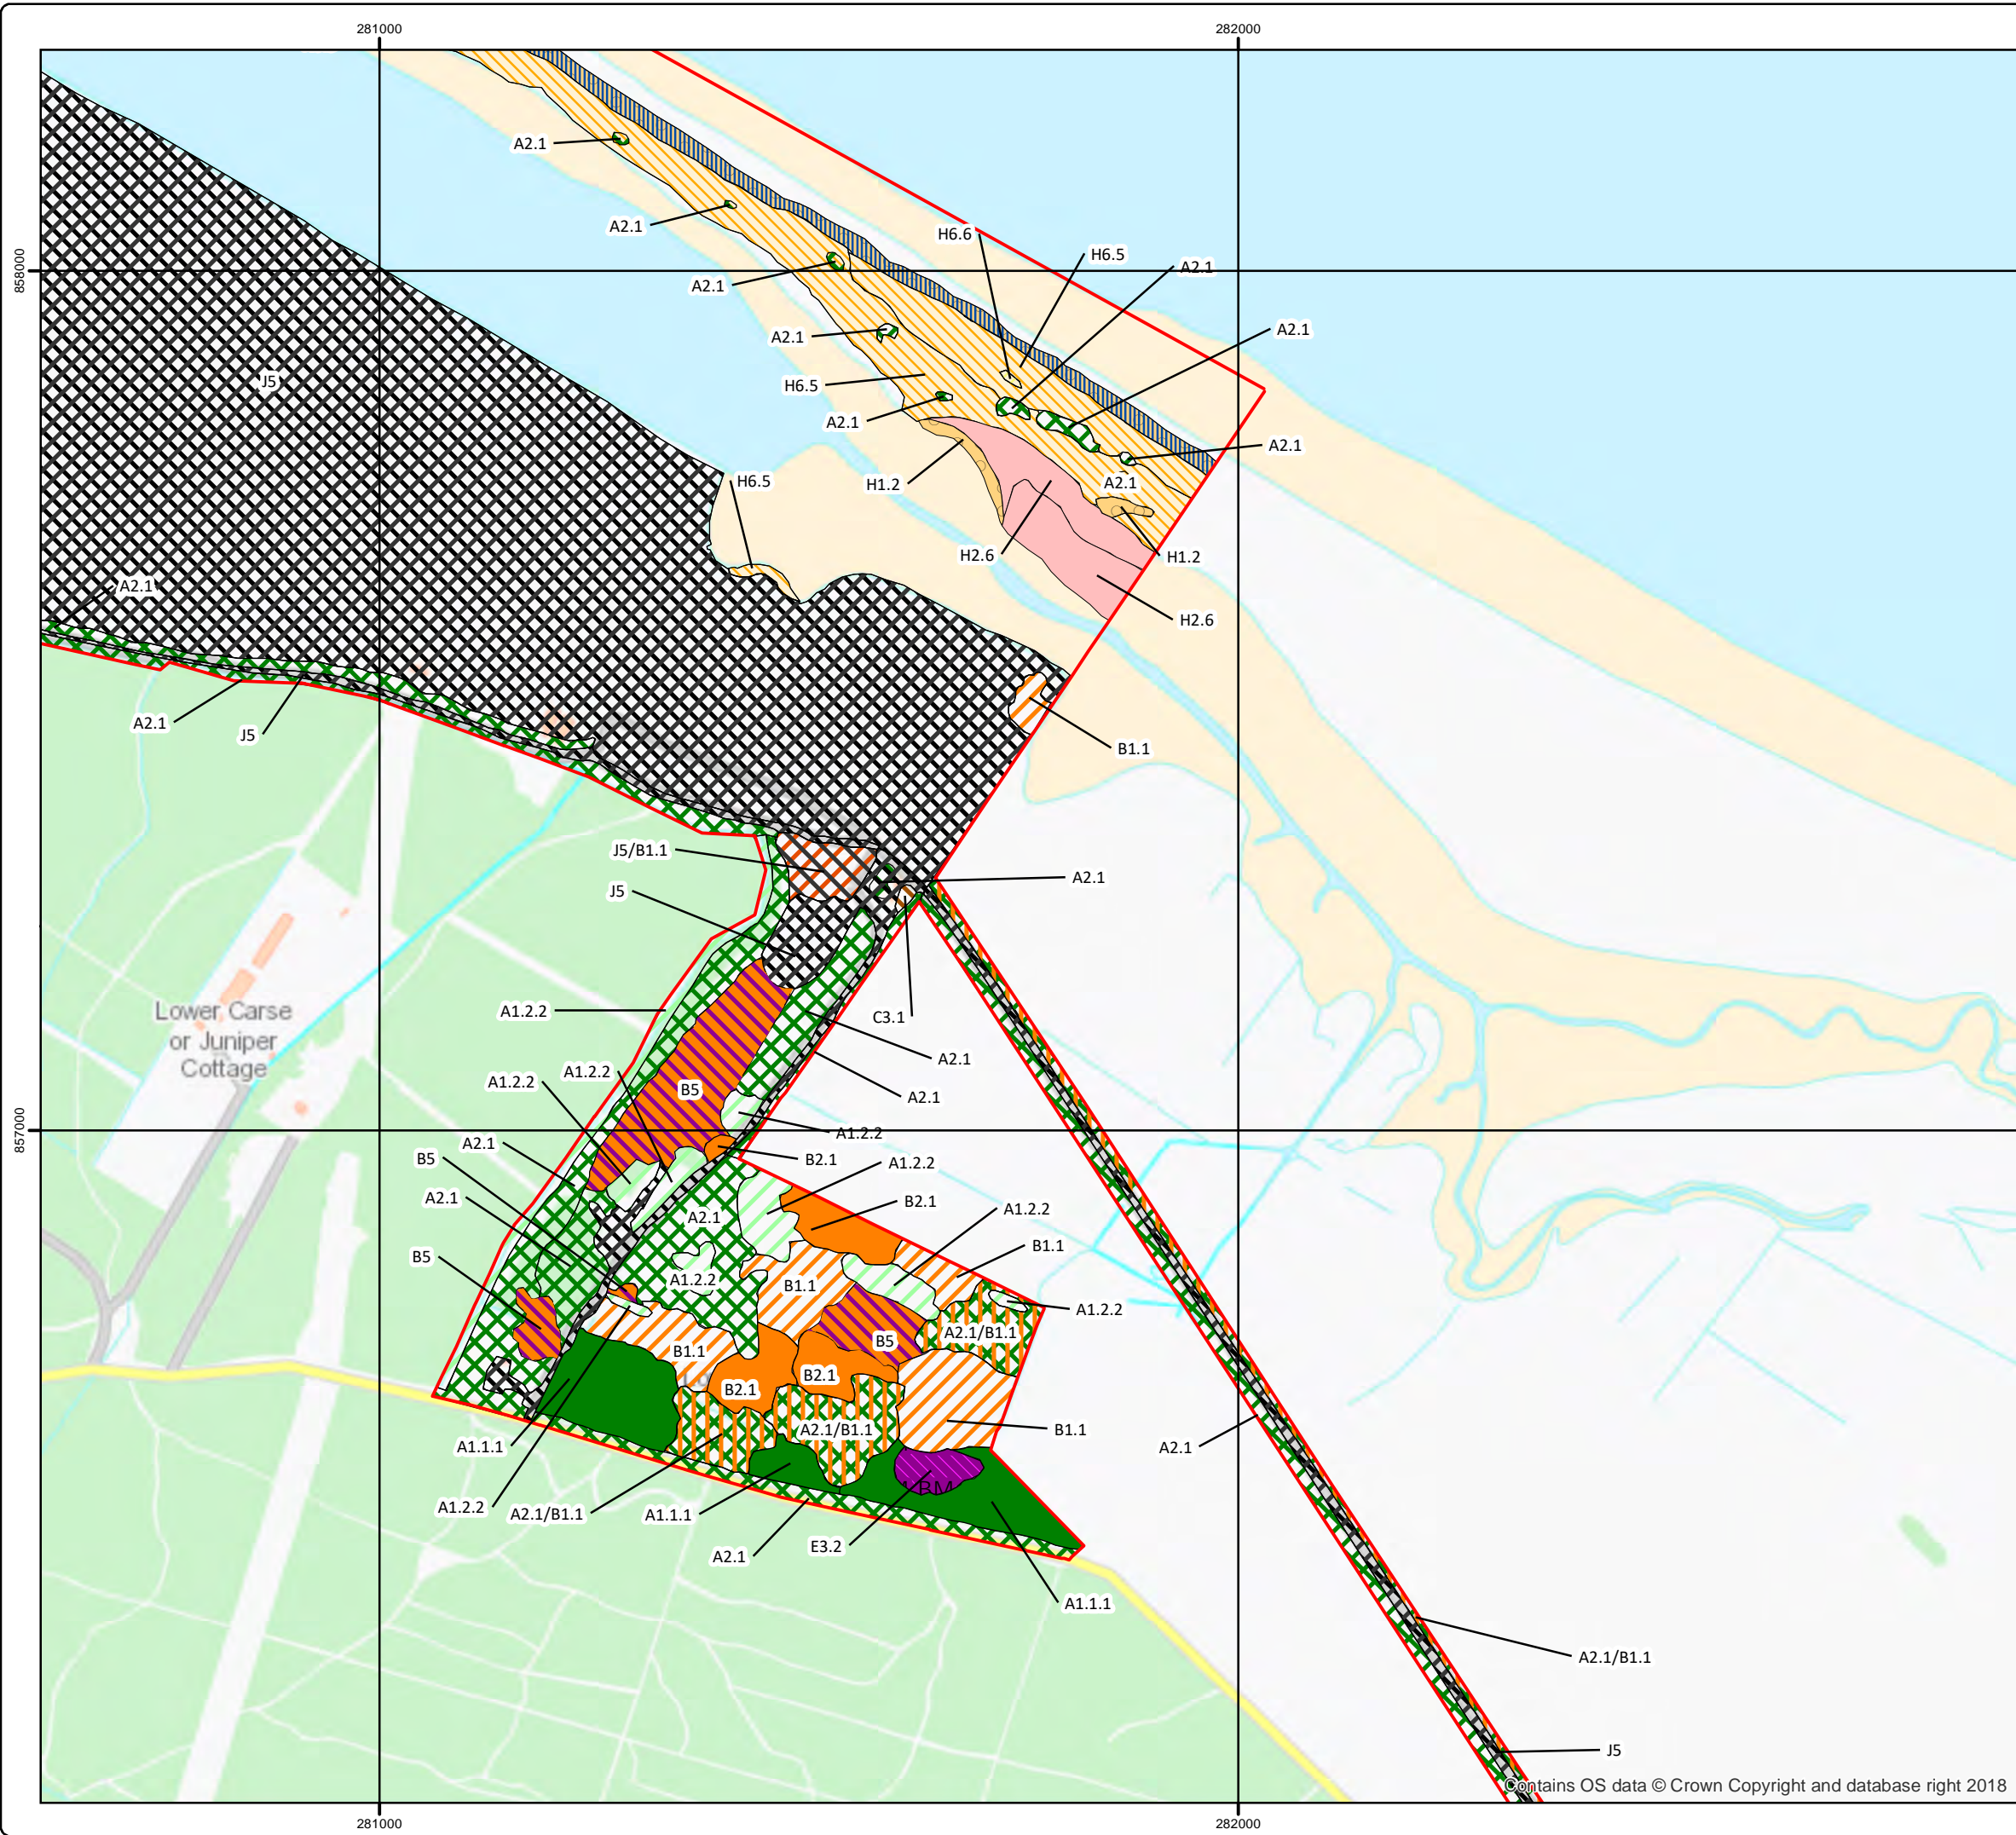 281000
282000
858000
857000
A2.1
A2.1
H6.6
H6.5
A2.1
A2.1
A2.1
A2.1
J5
H6.5
A2.1
A2.1
H6.5
H1.2
A2.1
H2.6
H1.2
A2.1
H2.6
A2.1
J5
B1.1
J5/B1.1
A2.1
J5
Lower Carse
or Juniper
Cottage
A1.2.2
C3.1
A2.1
A1.2.2
A1.2.2
B5
A2.1
A1.2.2
A2.1
B5
B2.1
A1.2.2
A2.1
B2.1
A1.2.2
A2.1
B1.1
B5
A1.2.2
B1.1
A1.2.2
A2.1/B1.1
B5
B1.1
B2.1
B2.1
A2.1/B1.1
B1.1
A1.1.1
A2.1
BM
A1.2.2
A2.1/B1.1
A1.1.1
A2.1
E3.2
A1.1.1
A2.1/B1.1
J5
Contains OS data © Crown Copyright and database right 2018
281000
282000